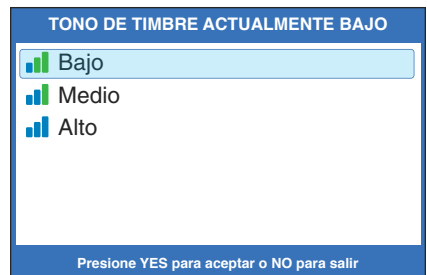 TONO DE TIMBRE ACTUALMENTE BAJO
Bajo
Medio
Alto
Presione YES para aceptar o NO para salir